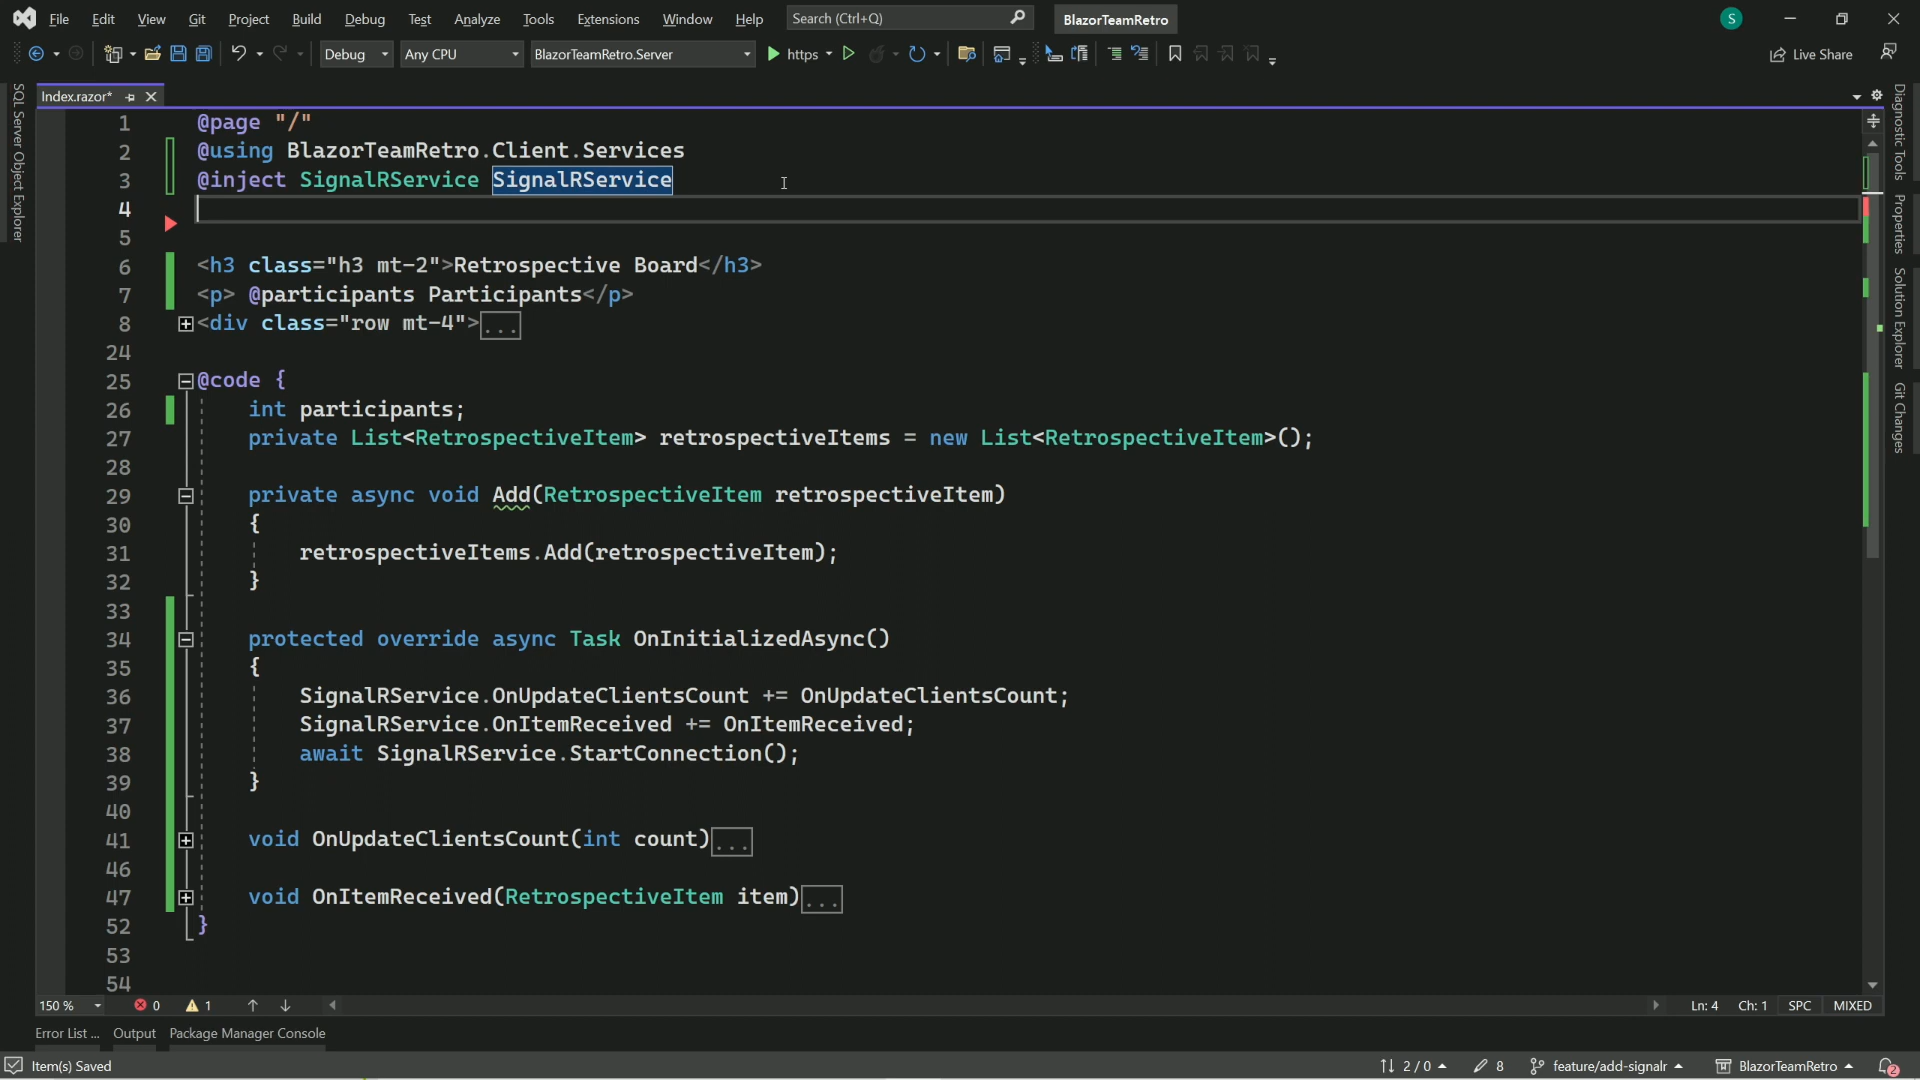 File Edit View Git Project Build Debug Test Analyze Tools Extensions Window Help Search (Ctrl+Q) BlazorTeamRetro S
Debug Any CPU BlazorTeamRetro.Server https Live Share
SQL Server Object Explorer
Index.razor*
1 @page "/"
2 @using BlazorTeamRetro.Client.Services
3 @inject SignalRService SignalRService
4
5
6 <h3 class="h3 mt-2">Retrospective Board</h3>
7 <p> @participants Participants</p>
8 <div class="row mt-4">...
24
25 @code {
26 int participants;
27 private List<RetrospectiveItem> retrospectiveItems = new List<RetrospectiveItem>();
28
29 private async void Add(RetrospectiveItem retrospectiveItem)
30 {
31 retrospectiveItems.Add(retrospectiveItem);
32 }
33
34 protected override async Task OnInitializedAsync()
35 {
36 SignalRService.OnUpdateClientsCount += OnUpdateClientsCount;
37 SignalRService.OnItemReceived += OnItemReceived;
38 await SignalRService.StartConnection();
39 }
40
41 void OnUpdateClientsCount(int count)...
46
47 void OnItemReceived(RetrospectiveItem item)...
52 }
53
54
Diagnostic Tools
Properties
Solution Explorer
Git Changes
150 % 0 1 Ln: 4 Ch: 1 SPC MIXED
Error List ... Output Package Manager Console
Item(s) Saved 2 / 0 8 feature/add-signalr BlazorTeamRetro 2